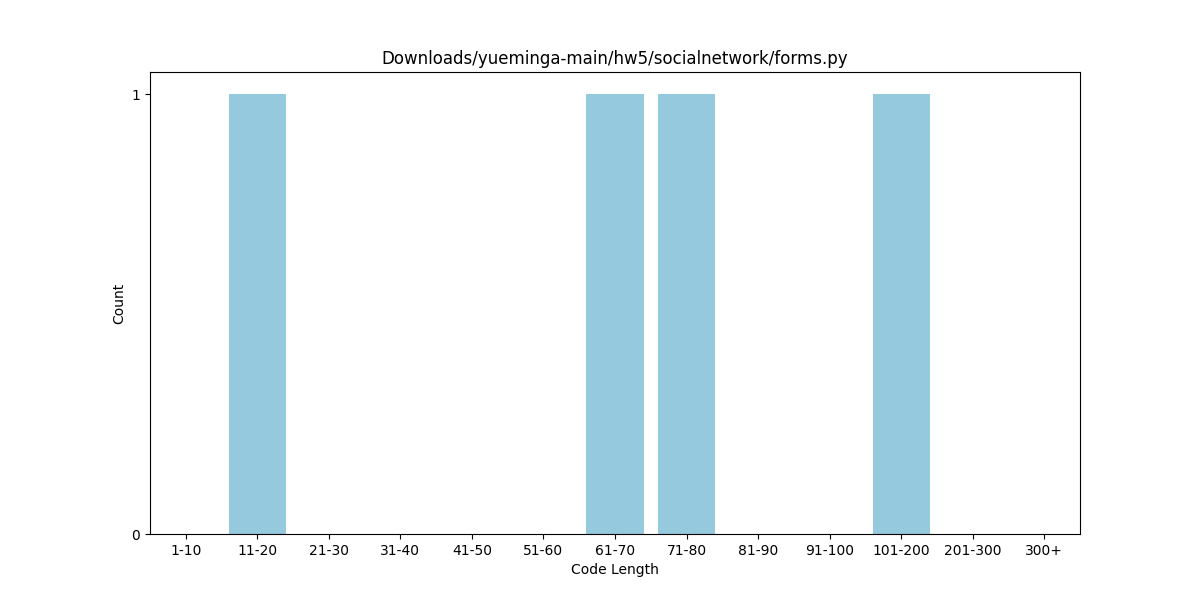 Downloads/yueminga-main/hw5/socialnetwork/forms.py
1
Count
0
1-10 11-20 21-30 31-40 41-50 51-60 61-70 71-80 81-90 91-100 101-200 201-300 300+
Code Length